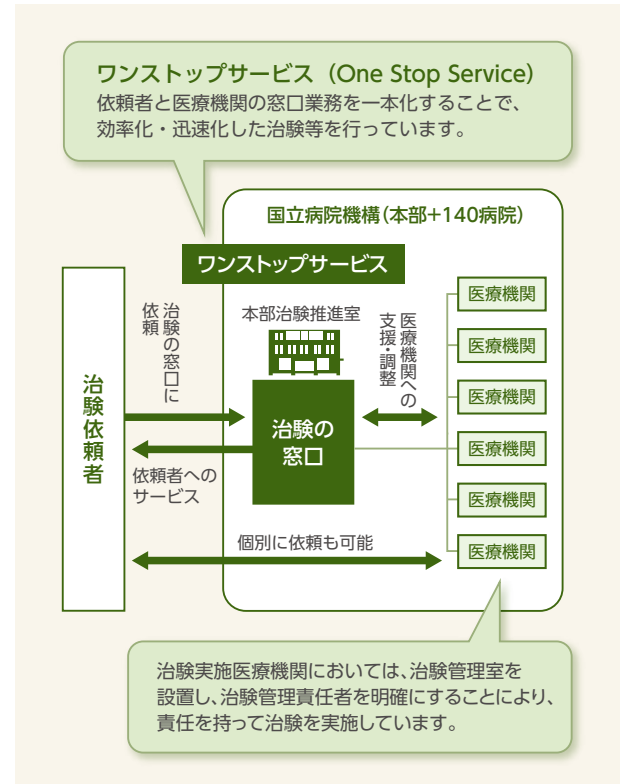 ワンストップサービス（One Stop Service）
依頼者と医療機関の窓口業務を一本化することで、
効率化・迅速化した治験等を行っています。
国立病院機構（本部+140病院）
ワンストップサービス
治験依頼者
治験の窓口に
依頼
本部治験推進室
治験の
窓口
医療機関への
支援・調整
依頼者への
サービス
個別に依頼も可能
医療機関
医療機関
医療機関
医療機関
医療機関
医療機関
治験実施医療機関においては、治験管理室を
設置し、治験管理責任者を明確にすることにより、
責任を持って治験を実施しています。